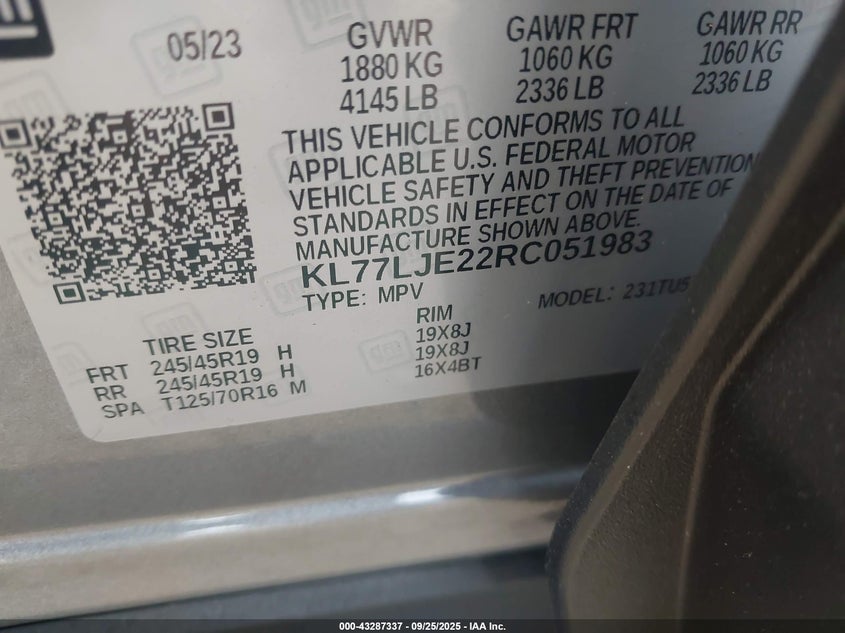 gm
05/23
GVWR
1880 KG
4145 LB
GAWR FRT
1060 KG
2336 LB
GAWR RR
1060 KG
2336 LB
THIS VEHICLE CONFORMS TO ALL
APPLICABLE U.S. FEDERAL MOTOR
VEHICLE SAFETY AND THEFT PREVENTION
STANDARDS IN EFFECT ON THE DATE OF
MANUFACTURE SHOWN ABOVE.
KL77LJE22RC051983
TYPE: MPV MODEL: 231TU5
TIRE SIZE RIM
FRT 245/45R19 H 19X8J
RR 245/45R19 H 19X8J
SPA T125/70R16 M 16X4BT
000-43287337 / 09/25/2025 - IAA Inc.